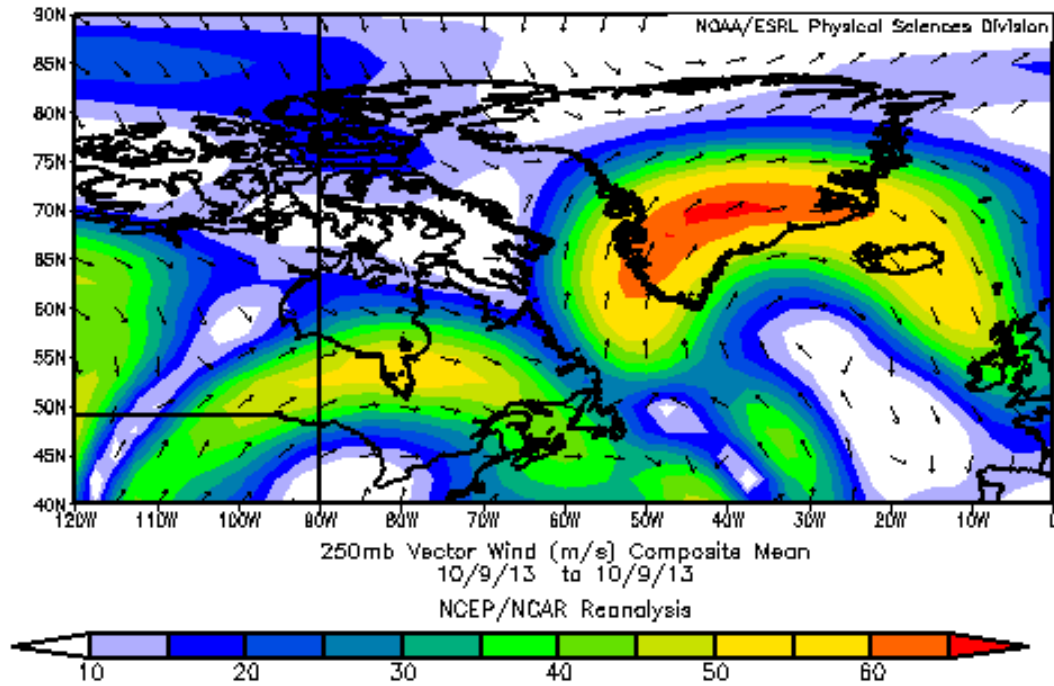 NOAA/ESRL Physical Sciences Division
90N
85N
80N
75N
70N
65N
60N
55N
50N
45N
40N
120W 110W 100W 90W 80W 70W 60W 50W 40W 30W 20W 10W 0
250mb Vector Wind (m/s) Composite Mean
10/9/13 to 10/9/13
NCEP/NCAR Reanalysis
10 20 30 40 50 60